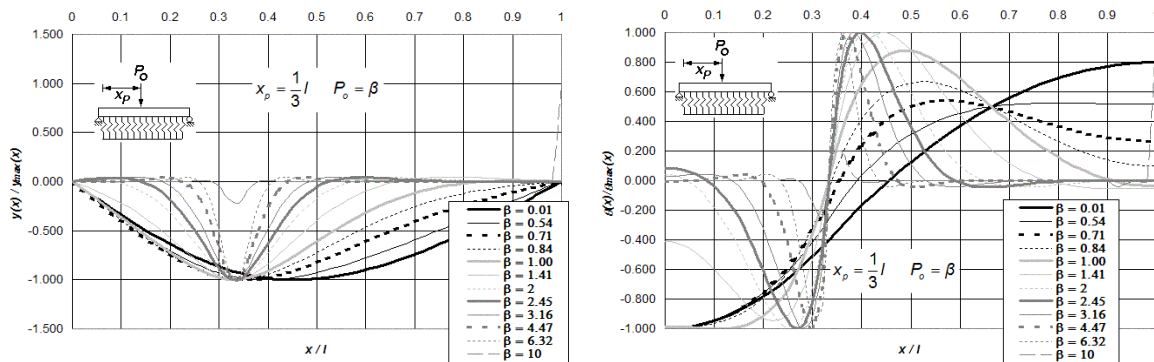 0 0.1 0.2 0.3 0.4 0.5 0.6 0.7 0.8 0.9 1
1.500
1.000
0.500
0.000
-0.500
-1.000
-1.500
y(x) / ymax(x)
Po
xp
xp = 1/3 l Po = β
β = 0.01
β = 0.54
β = 0.71
β = 0.84
β = 1.00
β = 1.41
β = 2
β = 2.45
β = 3.16
β = 4.47
β = 6.32
β = 10
x / l
0 0.1 0.2 0.3 0.4 0.5 0.6 0.7 0.8 0.9 1
1.000
0.800
0.600
0.400
0.200
0.000
-0.200
-0.400
-0.600
-0.800
-1.000
Po
xp
xp = 1/3 l Po = β
β = 0.01
β = 0.54
β = 0.71
β = 0.84
β = 1.00
β = 1.41
β = 2
β = 2.45
β = 3.16
β = 4.47
β = 6.32
β = 10
x / l